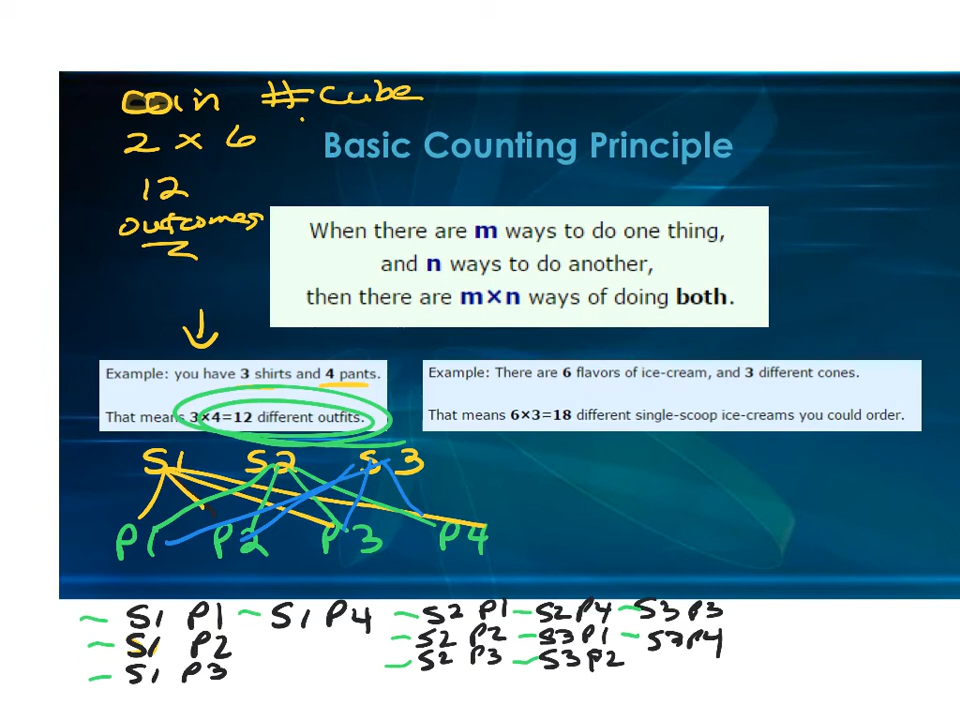 coin # cube
2 x 6
12
outcomes
Basic Counting Principle
When there are m ways to do one thing,
and n ways to do another,
then there are m×n ways of doing both.
Example: you have 3 shirts and 4 pants.
That means 3×4=12 different outfits.
Example: There are 6 flavors of ice-cream, and 3 different cones.
That means 6×3=18 different single-scoop ice-creams you could order.
S1 S2 S3
P1 P2 P3 P4
~ S1 P1 ~ S1 P4 ~ S2 P1 ~ S2 P4 ~ S3 P3
~ S1 P2 ~ S2 P2 ~ S3 P1 ~ S3 P4
~ S1 P3 ~ S2 P3 ~ S3 P2